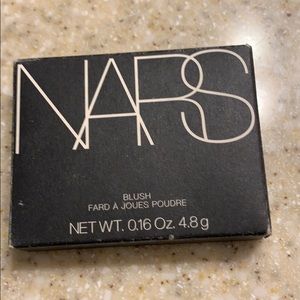 NARS
BLUSH
FARD À JOUES POUDRE
NET WT. 0.16 Oz. 4.8 g